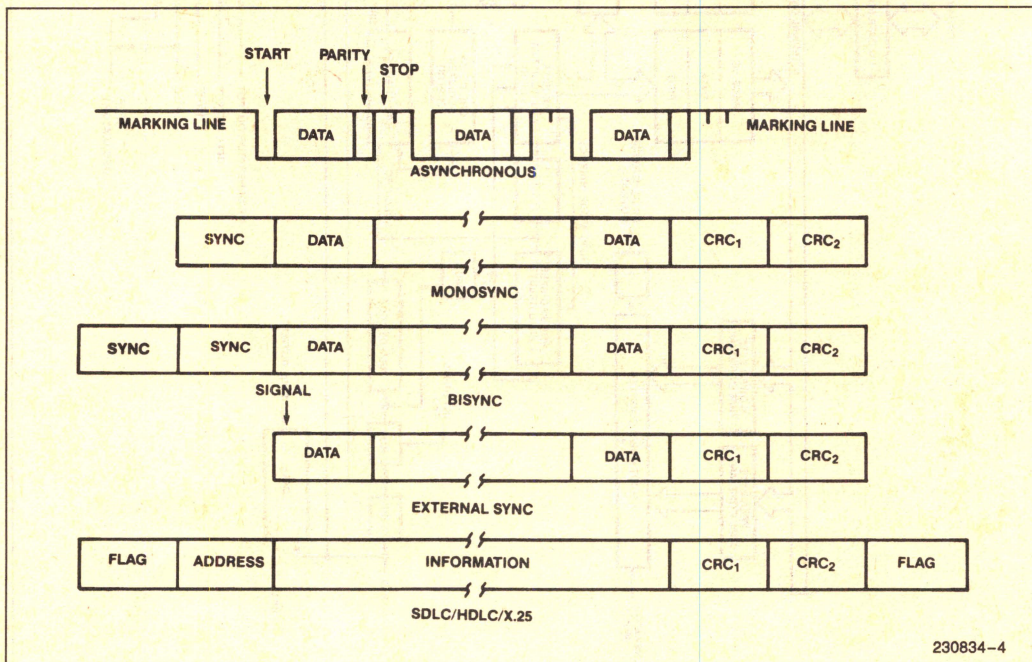 START PARITY
STOP
MARKING LINE DATA DATA DATA MARKING LINE
ASYNCHRONOUS
SYNC DATA DATA CRC1 CRC2
MONOSYNC
SYNC SYNC DATA DATA CRC1 CRC2
SIGNAL BISYNC
DATA DATA CRC1 CRC2
EXTERNAL SYNC
FLAG ADDRESS INFORMATION CRC1 CRC2 FLAG
SDLC/HDLC/X.25
230834–4